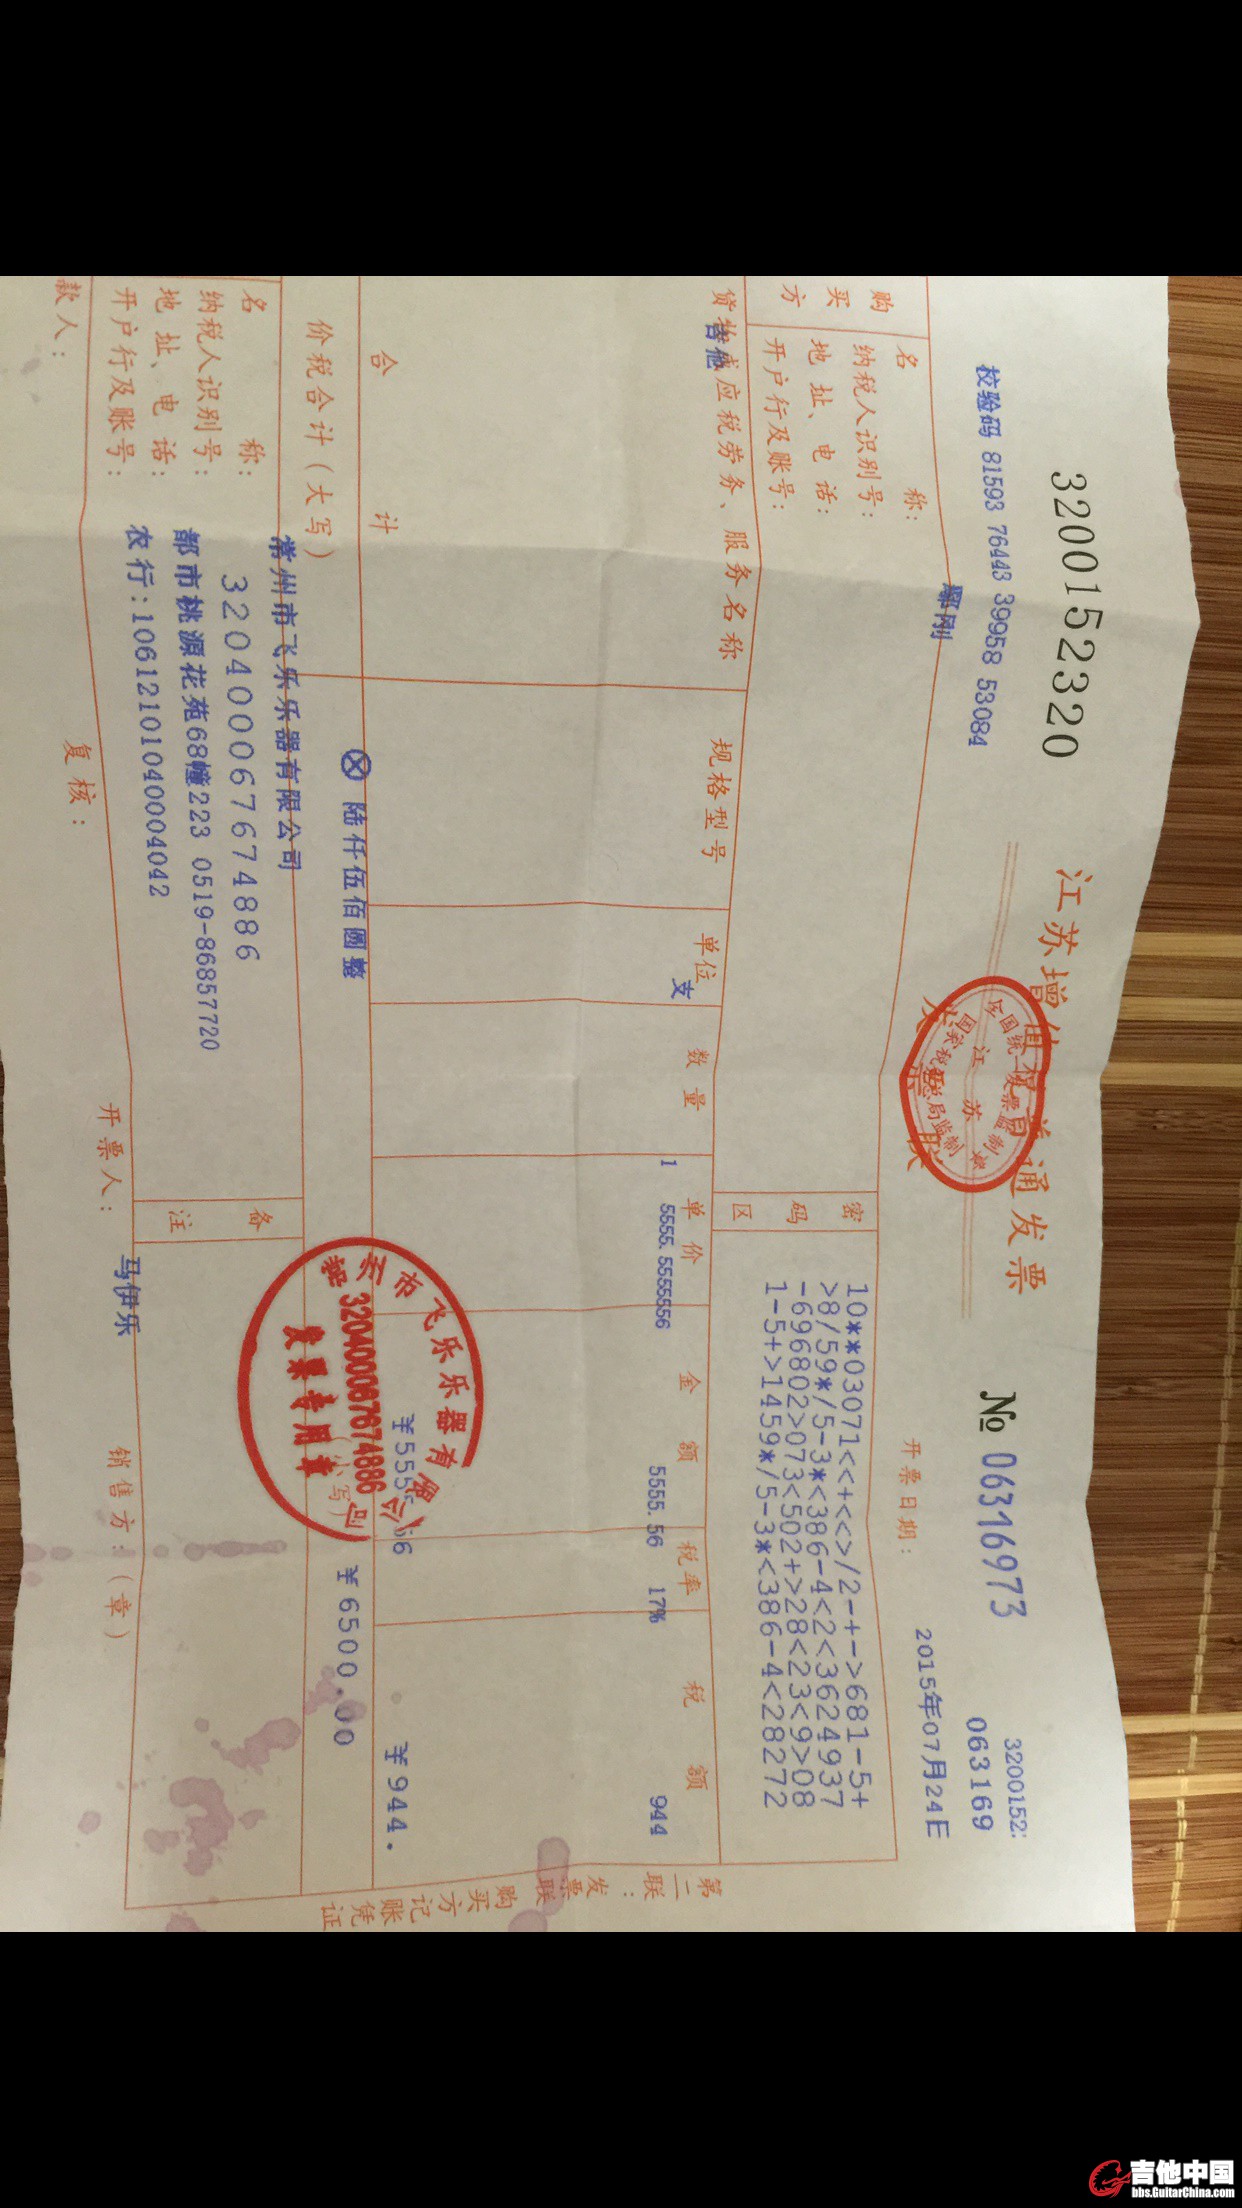 3200152320
江苏增值税普通发票
№ 06316973
3200152
063169
校验码 81593 76443 39958 53084
发票联
全国统一发票监制章
江苏
国家税务总局监制
开票日期：
2015年07月24日
购买方
名称：
鄢刚
纳税人识别号：
地址、电话：
开户行及账号：
密码区
10**03071<<+<<>/2-+->681-5+
>8/59*/5-3*<386-4<2<3624937
-696802>073<502+>28<23<9>08
1-5+>1459*/5-3*<386-4<28272
货物或应税劳务、服务名称
规格型号
单位
数量
单价
金额
税率
税额
吉他
支
1
5555.5555556
5555.56
17%
944
合计
¥5555.56
¥944.
价税合计（大写）
ⓧ 陆仟伍佰圆整
（小写）
¥6500.00
名称：
常州市飞乐乐器有限公司
纳税人识别号：
320400067674886
地址、电话：
都市桃源花苑68幢223 0519-86857720
开户行及账号：
农行:10612101040004042
备注
市飞乐乐器有限公司
320400067674886
发票专用章
款人：
复核：
开票人：
马伊乐
销售方：（章）
第二联：发票联
购买方记账凭证
吉他中国
bbs.GuitarChina.com